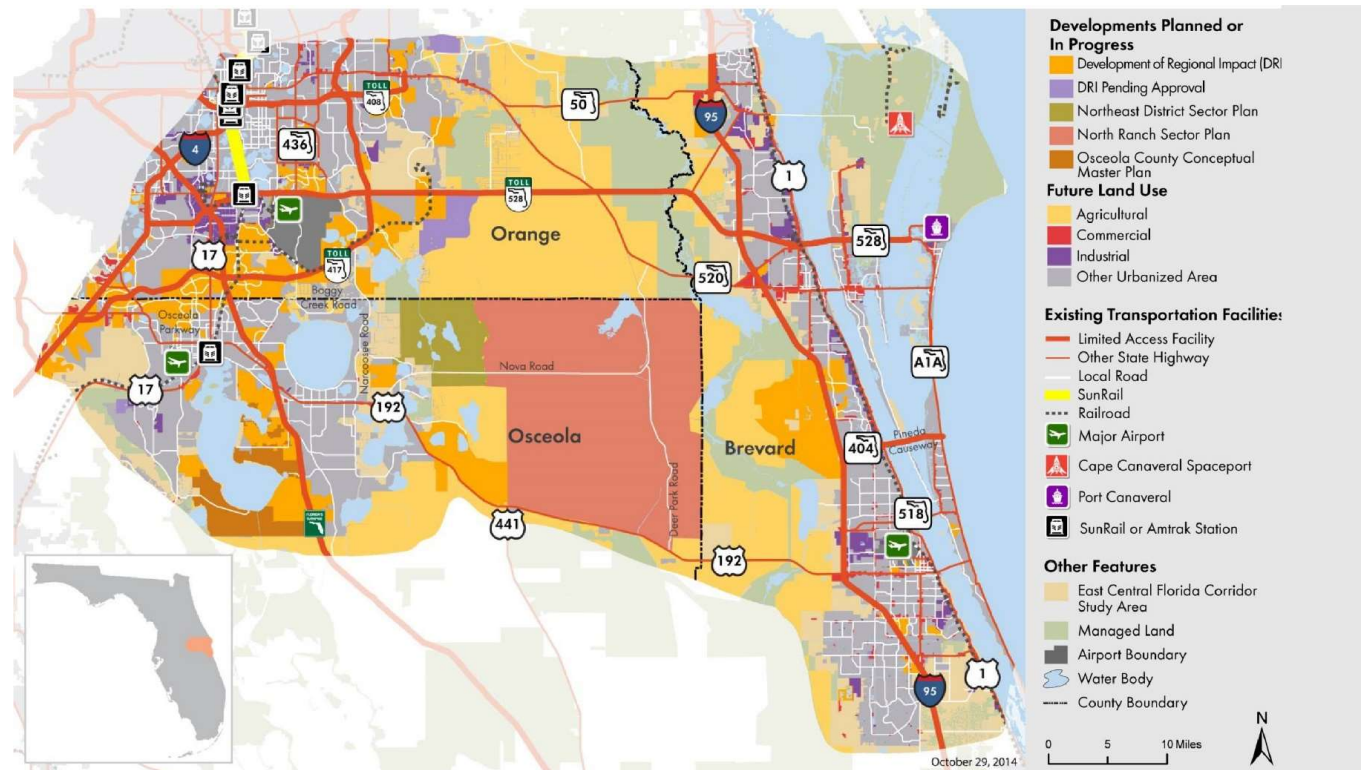 50
TOLL
408
95
4
436
1
TOLL
528
Orange
528
17
TOLL
417
520
Boggy
Creek Road
Osceola
Parkway
Narcoossee Road
Nova Road
A1A
17
192
Osceola
Brevard
404
Pineda
Causeway
Deer Park Road
518
441
192
1
95
October 29, 2014
Developments Planned or
In Progress
Development of Regional Impact (DRI
DRI Pending Approval
Northeast District Sector Plan
North Ranch Sector Plan
Osceola County Conceptual
Master Plan
Future Land Use
Agricultural
Commercial
Industrial
Other Urbanized Area
Existing Transportation Facilities
Limited Access Facility
Other State Highway
Local Road
SunRail
Railroad
Major Airport
Cape Canaveral Spaceport
Port Canaveral
SunRail or Amtrak Station
Other Features
East Central Florida Corridor
Study Area
Managed Land
Airport Boundary
Water Body
County Boundary
N
0 5 10 Miles